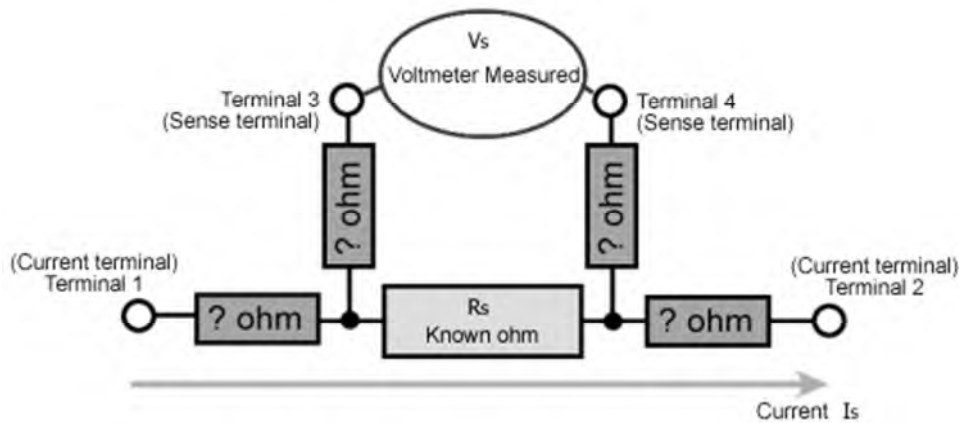 Vs
Voltmeter Measured
Terminal 3
(Sense terminal)
Terminal 4
(Sense terminal)
? ohm
? ohm
(Current terminal)
Terminal 1
(Current terminal)
Terminal 2
? ohm
Rs
Known ohm
? ohm
Current Is